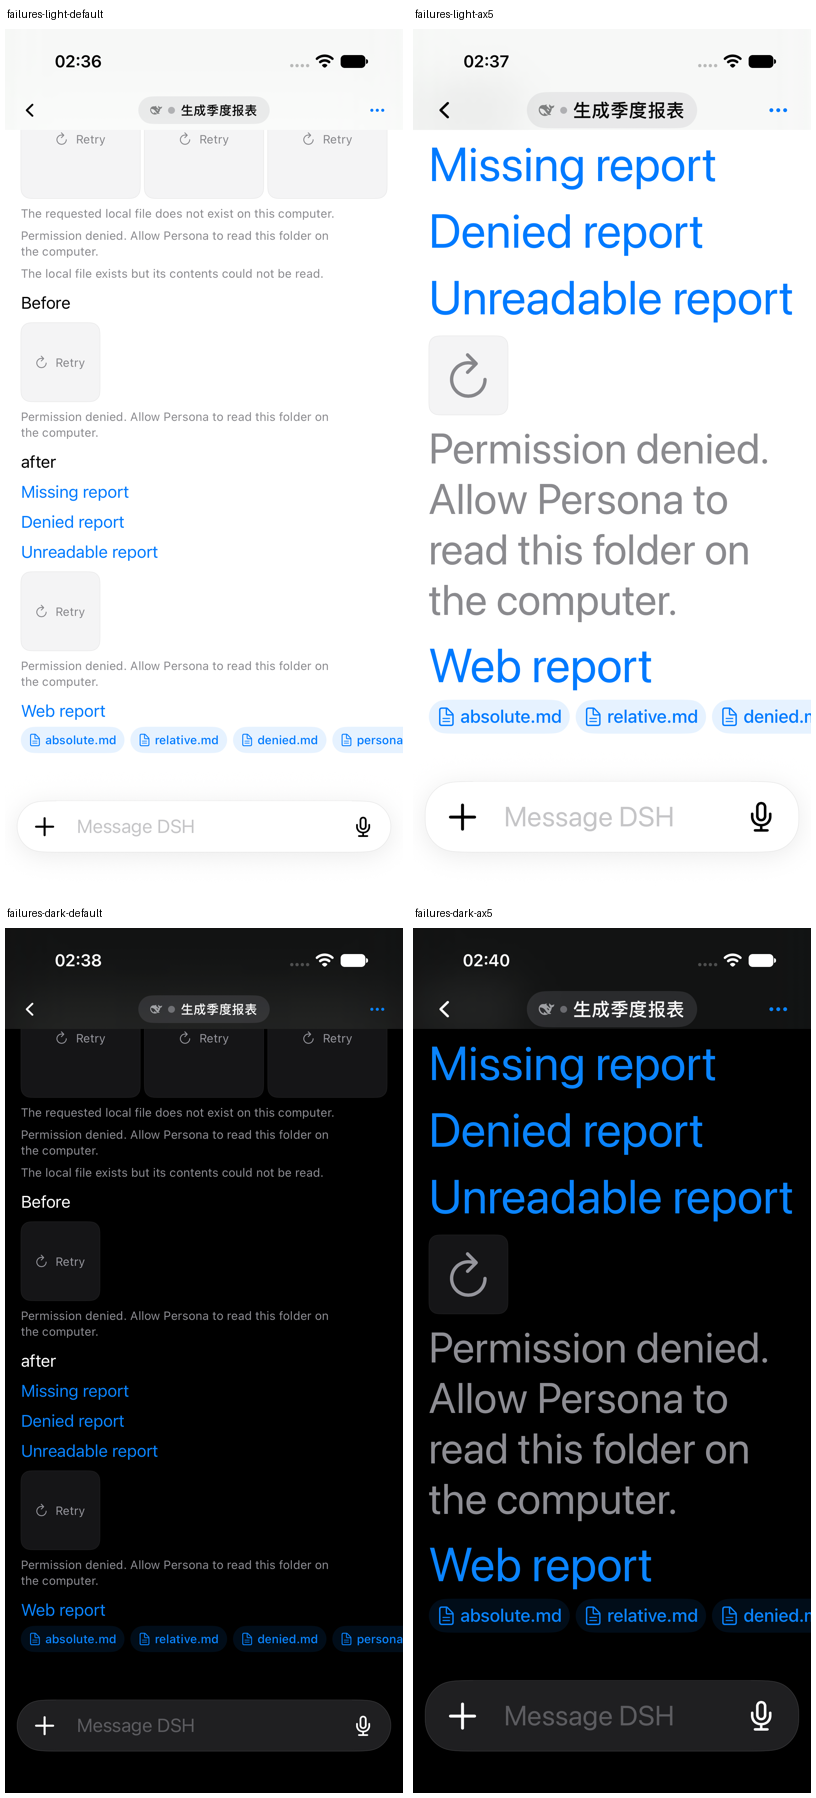 failures-light-default
02:36
生成季度报表
Retry
Retry
Retry
The requested local file does not exist on this computer.
Permission denied. Allow Persona to read this folder on
the computer.
The local file exists but its contents could not be read.
Before
Retry
Permission denied. Allow Persona to read this folder on
the computer.
after
Missing report
Denied report
Unreadable report
Retry
Permission denied. Allow Persona to read this folder on
the computer.
Web report
absolute.md
relative.md
denied.md
persona
Message DSH
failures-light-ax5
02:37
生成季度报表
Missing report
Denied report
Unreadable report
Permission denied.
Allow Persona to
read this folder on
the computer.
Web report
absolute.md
relative.md
denied.m
Message DSH
failures-dark-default
02:38
生成季度报表
Retry
Retry
Retry
The requested local file does not exist on this computer.
Permission denied. Allow Persona to read this folder on
the computer.
The local file exists but its contents could not be read.
Before
Retry
Permission denied. Allow Persona to read this folder on
the computer.
after
Missing report
Denied report
Unreadable report
Retry
Permission denied. Allow Persona to read this folder on
the computer.
Web report
absolute.md
relative.md
denied.md
persona
Message DSH
failures-dark-ax5
02:40
生成季度报表
Missing report
Denied report
Unreadable report
Permission denied.
Allow Persona to
read this folder on
the computer.
Web report
absolute.md
relative.md
denied.m
Message DSH